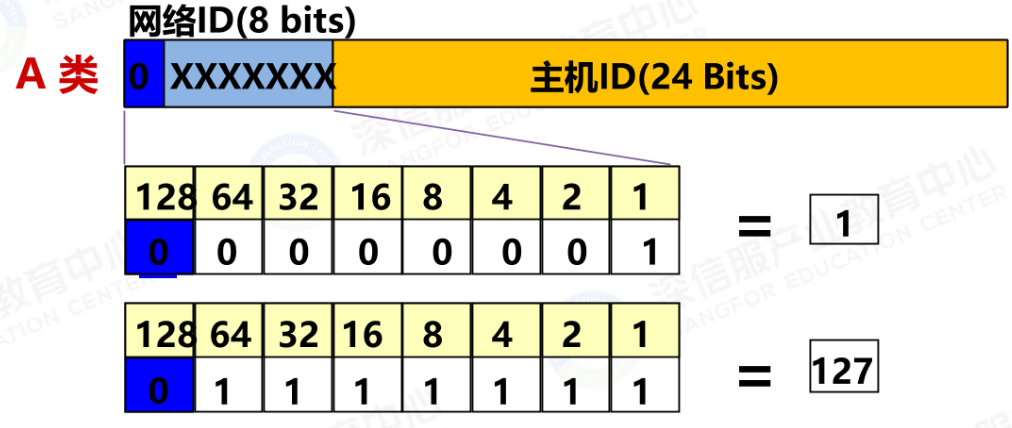 网络ID(8 bits)
A 类 0 XXXXXXX 主机ID(24 Bits)
128 64 32 16 8 4 2 1
0 0 0 0 0 0 0 1 = 1
128 64 32 16 8 4 2 1
0 1 1 1 1 1 1 1 = 127
深信服产业教育中心
SANGFOR EDUCATION CENTER